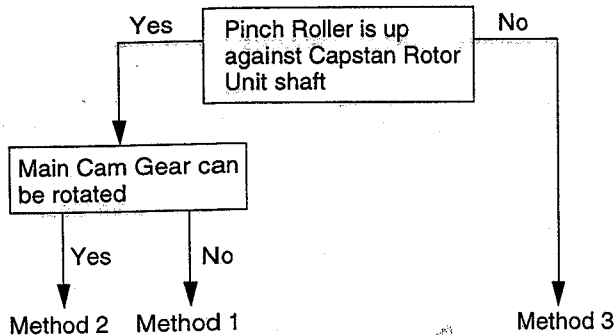 Yes
Pinch Roller is up
against Capstan Rotor
Unit shaft
No
Main Cam Gear can
be rotated
Yes
No
Method 2
Method 1
Method 3